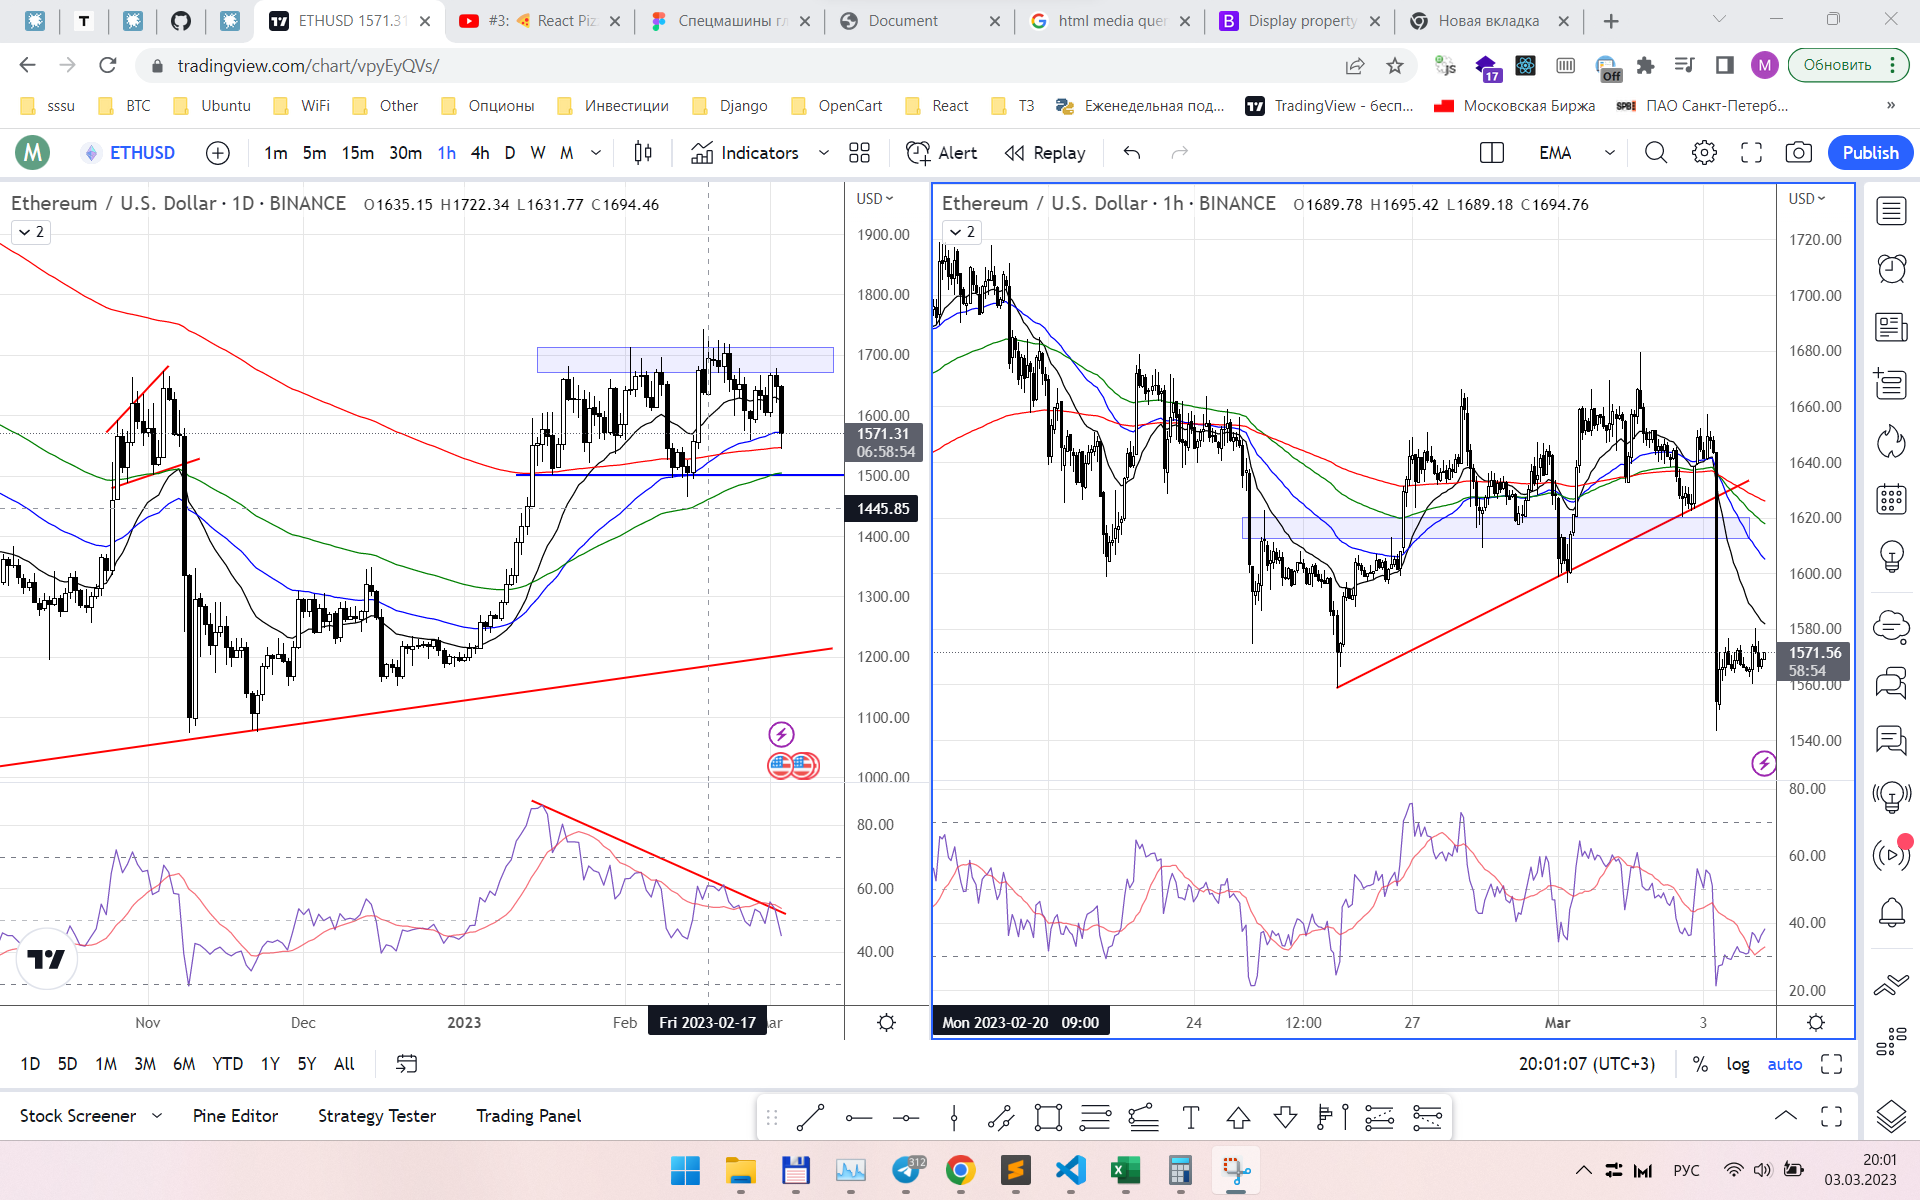 T
ETHUSD 1571.31
#3: 🍕 React Piz
Спецмашины гл
Document
html media quer
Display property
Новая вкладка
tradingview.com/chart/vpyEyQVs/
JS
17
Off
M
Обновить
sssu
BTC
Ubuntu
WiFi
Other
Опционы
Инвестиции
Django
OpenCart
React
ТЗ
Еженедельная под...
TradingView - бесп...
Московская Биржа
SPB
ПАО Санкт-Петерб...
»
M
ETHUSD
1m
5m
15m
30m
1h
4h
D
W
M
Indicators
Alert
Replay
EMA
Publish
Ethereum / U.S. Dollar · 1D · BINANCE O1635.15 H1722.34 L1631.77 C1694.46
2
USD
1900.00
1800.00
1700.00
1600.00
1571.31
06:58:54
1500.00
1445.85
1400.00
1300.00
1200.00
1100.00
1000.00
80.00
60.00
40.00
Nov
Dec
2023
Feb
Fri 2023-02-17
ar
Ethereum / U.S. Dollar · 1h · BINANCE O1689.78 H1695.42 L1689.18 C1694.76
2
USD
1720.00
1700.00
1680.00
1660.00
1640.00
1620.00
1600.00
1580.00
1571.56
58:54
1560.00
1540.00
80.00
60.00
40.00
20.00
Mon 2023-02-20 09:00
24
12:00
27
Mar
3
1D
5D
1M
3M
6M
YTD
1Y
5Y
All
20:01:07 (UTC+3)
%
log
auto
Stock Screener
Pine Editor
Strategy Tester
Trading Panel
T
312
РУС
20:01
03.03.2023